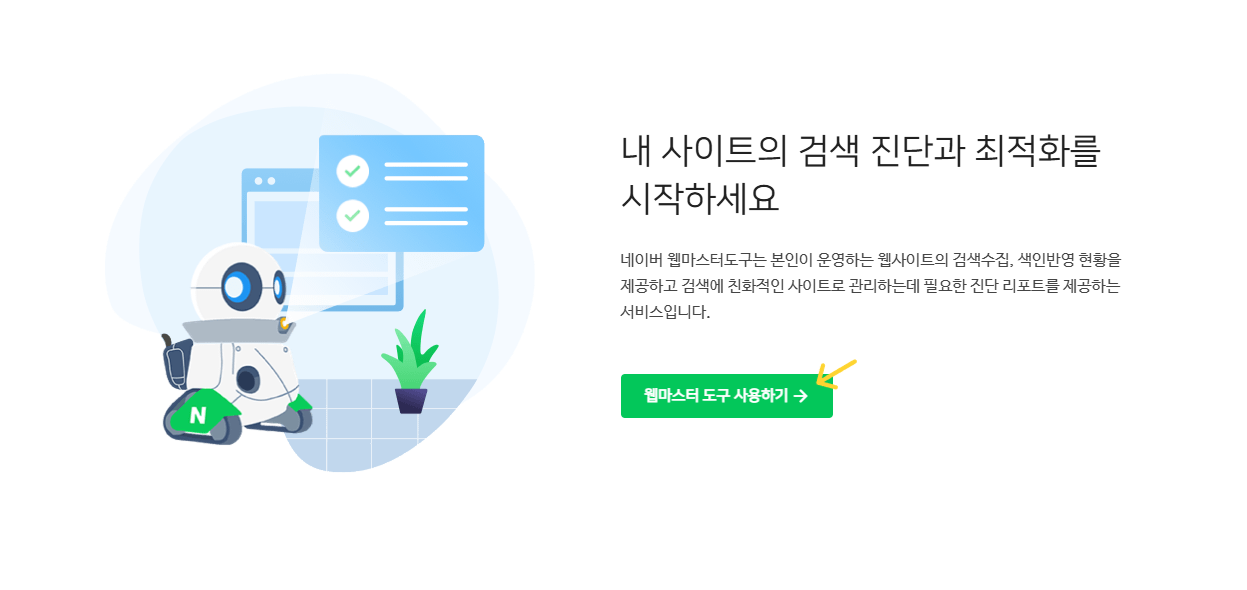 내 사이트의 검색 진단과 최적화를
시작하세요
네이버 웹마스터도구는 본인이 운영하는 웹사이트의 검색수집, 색인반영 현황을
제공하고 검색에 친화적인 사이트로 관리하는데 필요한 진단 리포트를 제공하는
서비스입니다.
웹마스터 도구 사용하기 →
N